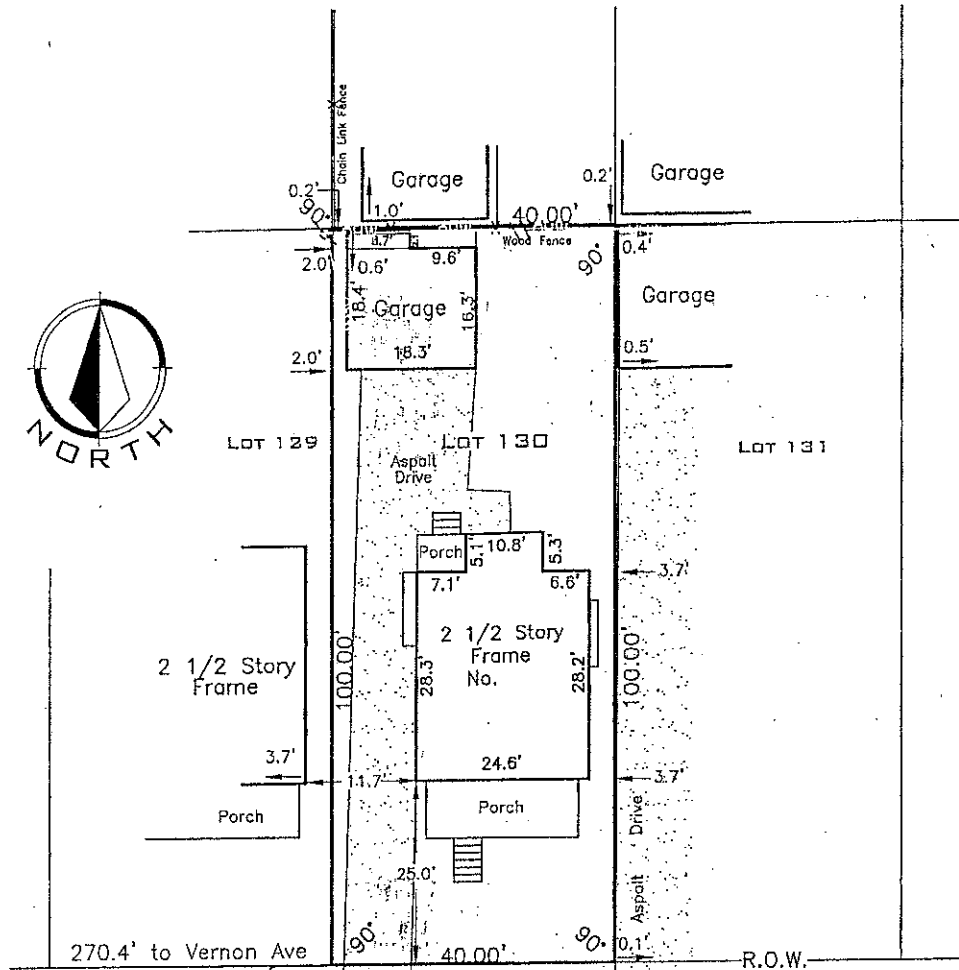 Chain Link Fence
Garage
Garage
0.2'
0.2'
90°
1.0'
40.00'
8.7'
Wood Fence
90°
0.4'
2.0'
0.6'
9.6'
18.4'
Garage
16.3'
Garage
18.3'
2.0'
0.5'
NORTH
LOT 129
LOT 130
LOT 131
Aspalt
Drive
Porch
5.1'
10.8'
5.3'
7.1'
6.6'
3.7'
2 1/2 Story
Frame
100.00'
28.3'
2 1/2 Story
Frame
No.
28.2'
100.00'
3.7'
11.7'
24.6'
3.7'
Porch
Porch
Aspalt Drive
25.0'
270.4' to Vernon Ave
90°
40.00'
90°
0.1'
R.O.W.